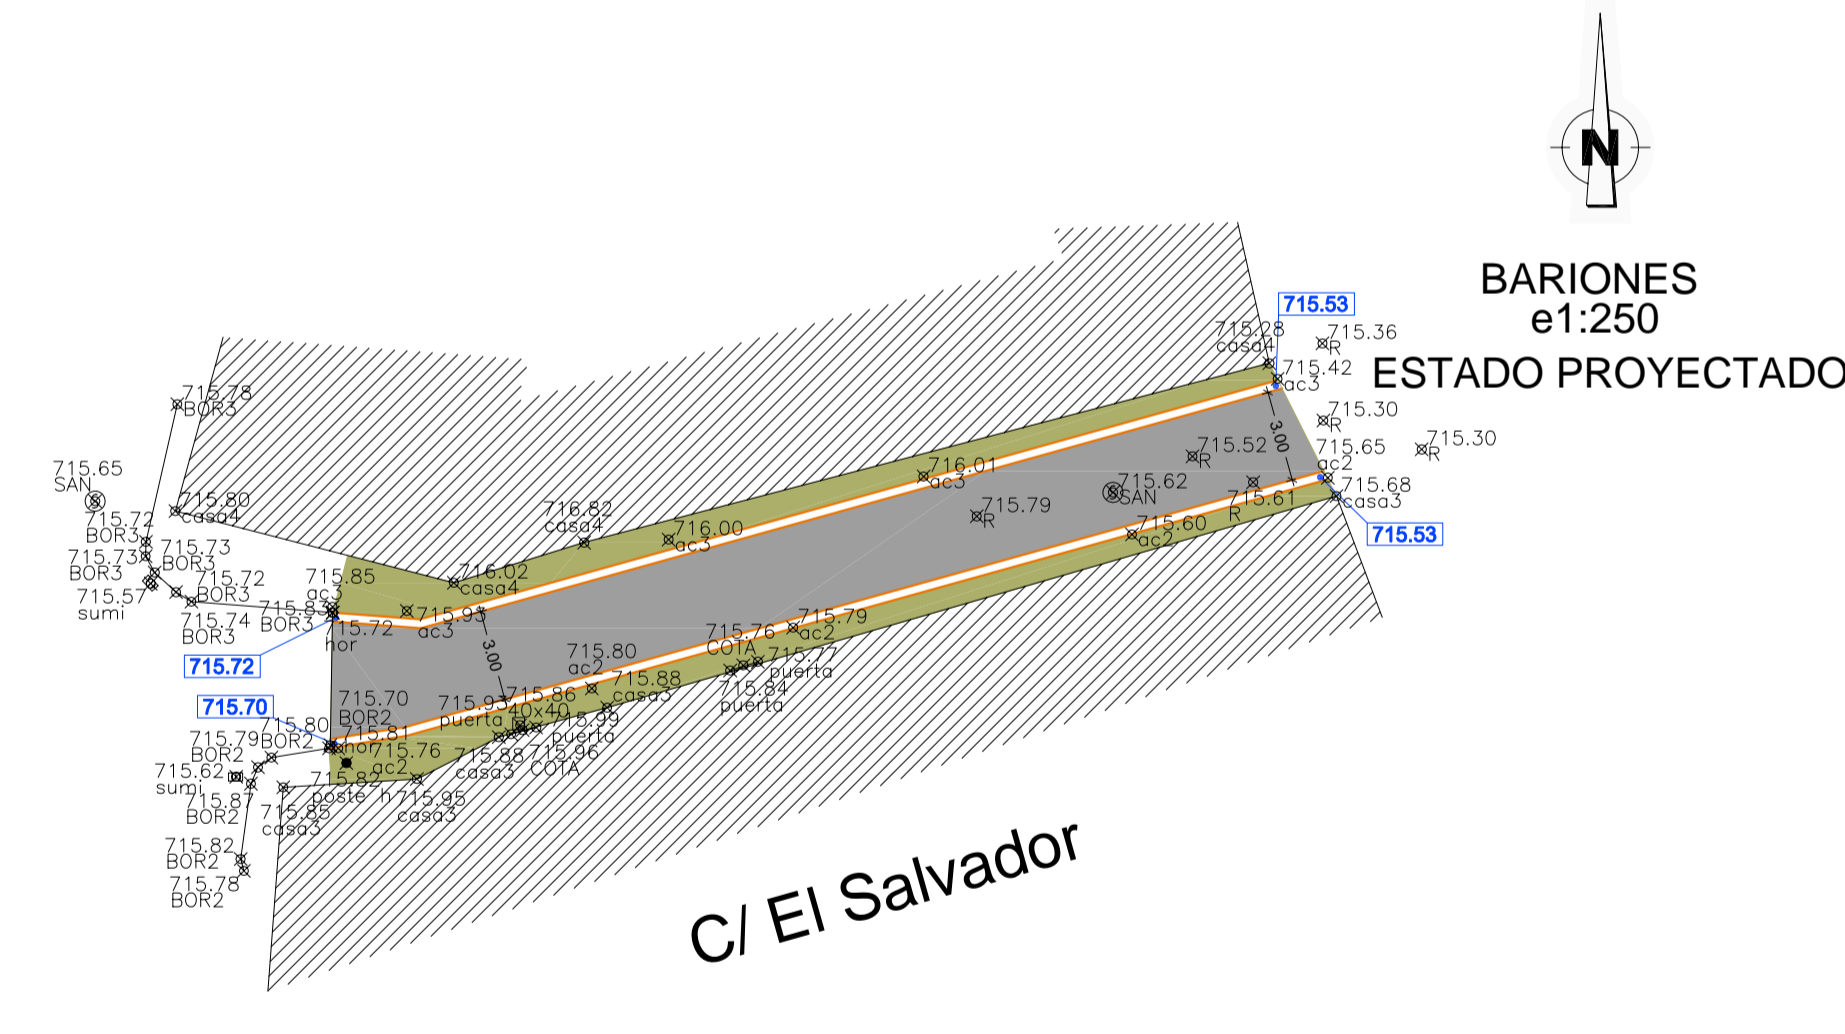 N
BARIONES
e1:250
ESTADO PROYECTADO
715.53
715.28
casa4
715.36
R
715.42
ac3
715.30
R
715.30
R
3.00
715.65
ac2
715.52
R
715.62
SAN
715.61
R
715.68
casa3
715.53
715.78
BOR3
715.65
SAN
715.80
casa4
715.72
BOR3
715.73
BOR3
715.73
BOR3
715.57
sumi
715.72
BOR3
715.74
BOR3
716.01
ac3
715.79
R
716.82
casa4
716.00
ac3
715.60
ac2
716.02
casa4
715.85
ac3
715.83
BOR3
715.72
hor
715.93
ac3
715.72
3.00
715.79
ac2
715.76
COTA
715.77
puerta
715.84
puerta
715.80
ac2
715.88
casa3
715.70
715.70
BOR2
715.93
puerta
715.86
40x40
715.99
puerta
715.96
COTA
715.88
casa3
715.80
BOR2
715.81
hor
715.76
ac2
715.79
BOR2
715.62
sumi
715.87
BOR2
715.82
poste h
715.85
casa3
715.95
casa3
715.82
BOR2
715.78
BOR2
C/ El Salvador